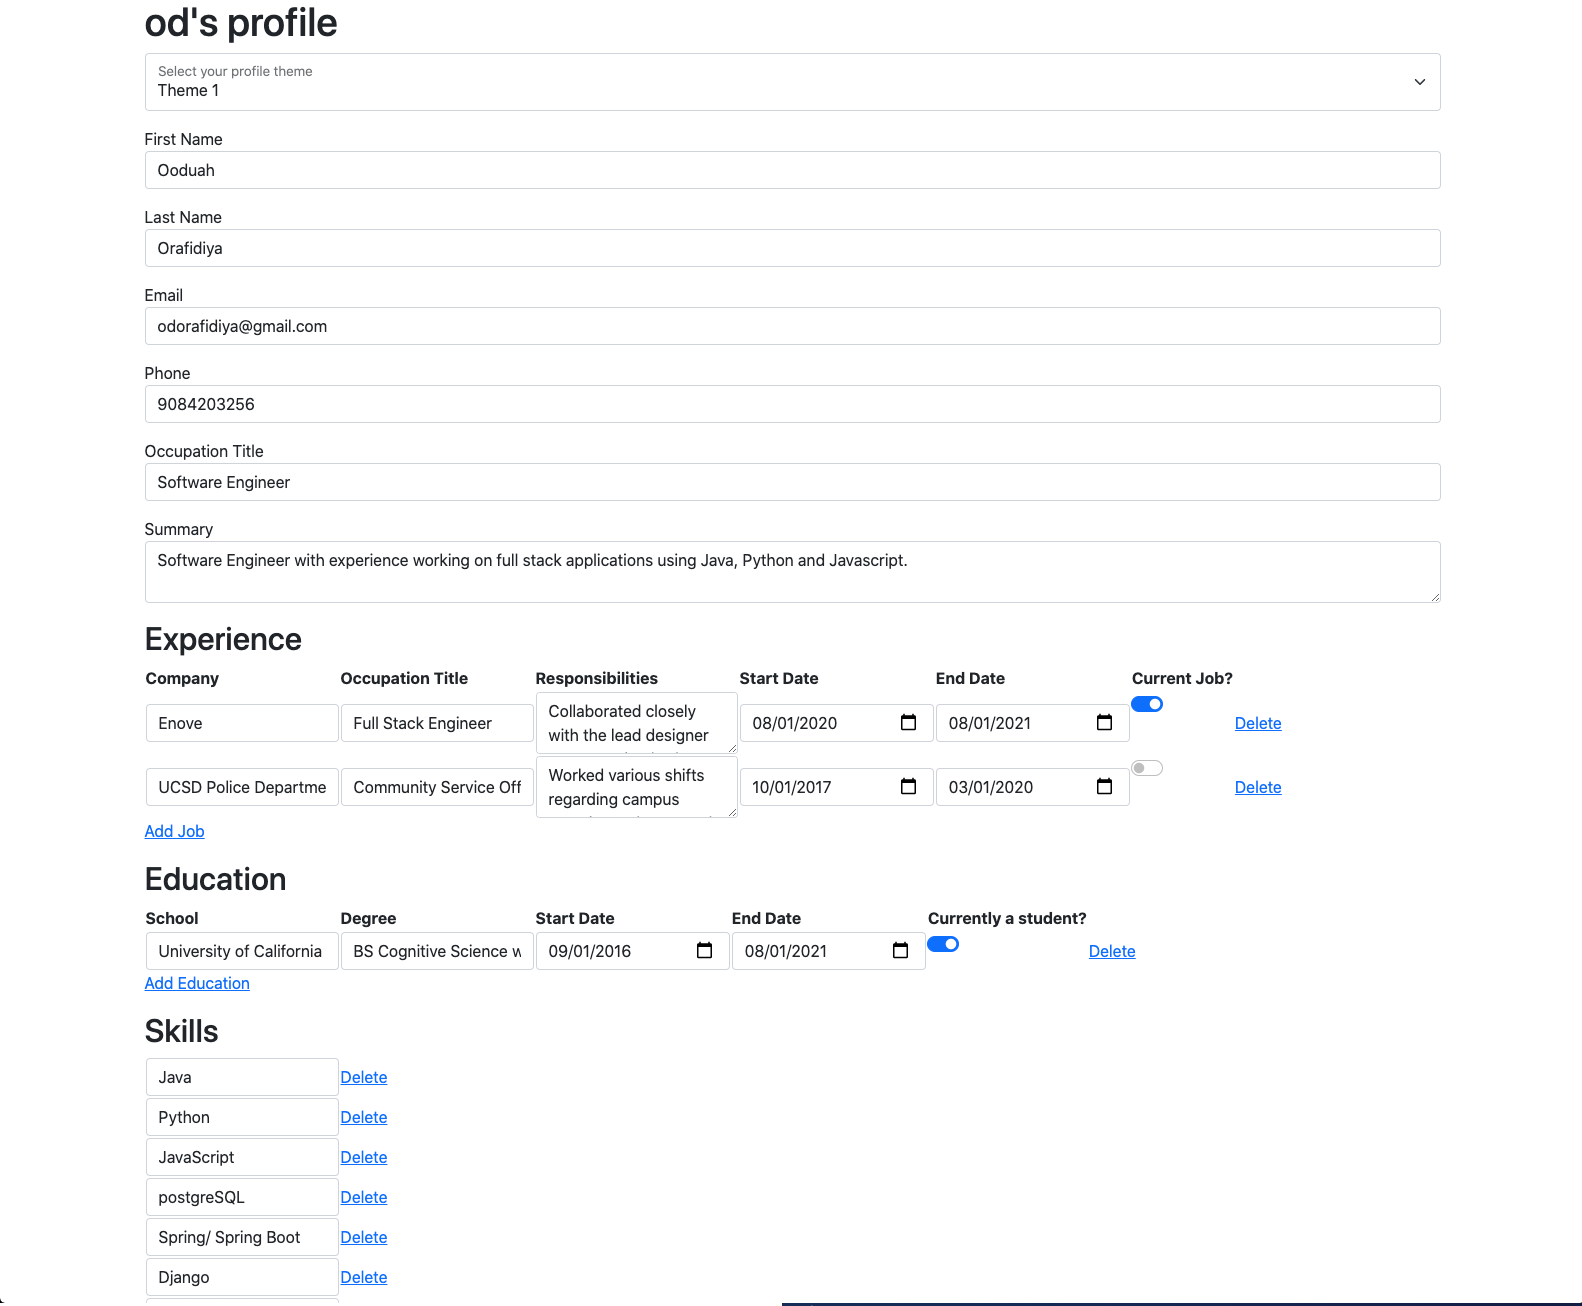 od's profile
Select your profile theme
Theme 1
First Name
Ooduah
Last Name
Orafidiya
Email
odorafidiya@gmail.com
Phone
9084203256
Occupation Title
Software Engineer
Summary
Software Engineer with experience working on full stack applications using Java, Python and Javascript.
Experience
Company Occupation Title Responsibilities Start Date End Date Current Job?
Enove Full Stack Engineer Collaborated closely with the lead designer 08/01/2020 08/01/2021 Delete
UCSD Police Departme Community Service Off Worked various shifts regarding campus 10/01/2017 03/01/2020 Delete
Add Job
Education
School Degree Start Date End Date Currently a student?
University of California BS Cognitive Science w 09/01/2016 08/01/2021 Delete
Add Education
Skills
Java Delete
Python Delete
JavaScript Delete
postgreSQL Delete
Spring/ Spring Boot Delete
Django Delete